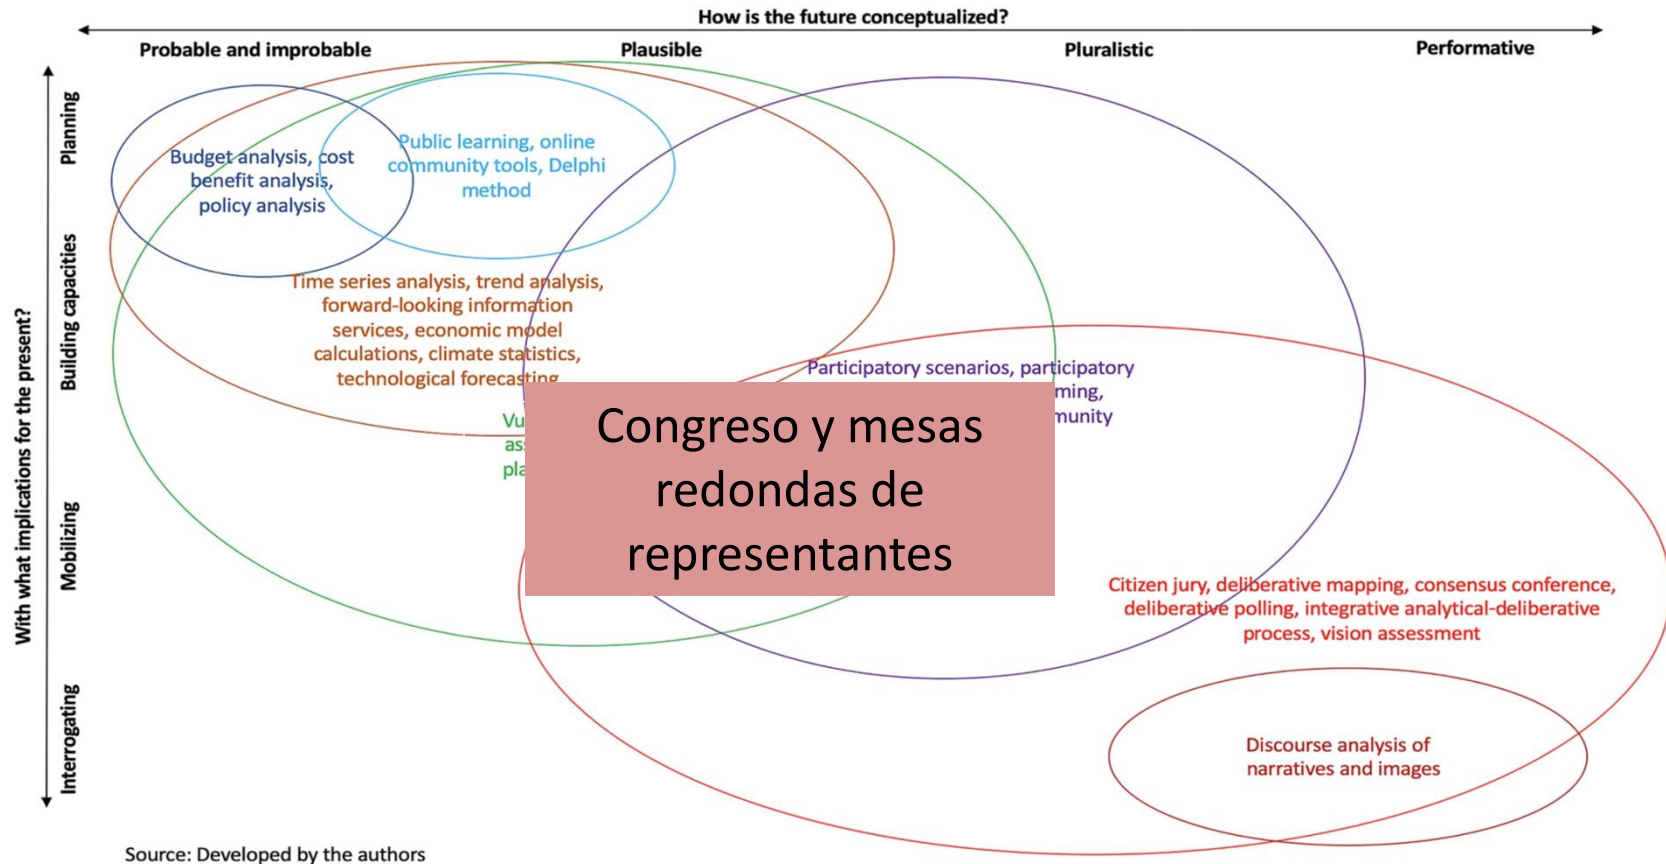 How is the future conceptualized?
Probable and improbable
Plausible
Pluralistic
Performative
With what implications for the present?
Planning
Building capacities
Mobilizing
Interrogating
Budget analysis, cost
benefit analysis,
policy analysis
Public learning, online
community tools, Delphi
method
Time series analysis, trend analysis,
forward-looking information
services, economic model
calculations, climate statistics,
technological forecasting
Participatory scenarios, participatory
Congreso y mesas
redondas de
representantes
Citizen jury, deliberative mapping, consensus conference,
deliberative polling, integrative analytical-deliberative
process, vision assessment
Discourse analysis of
narratives and images
Source: Developed by the authors